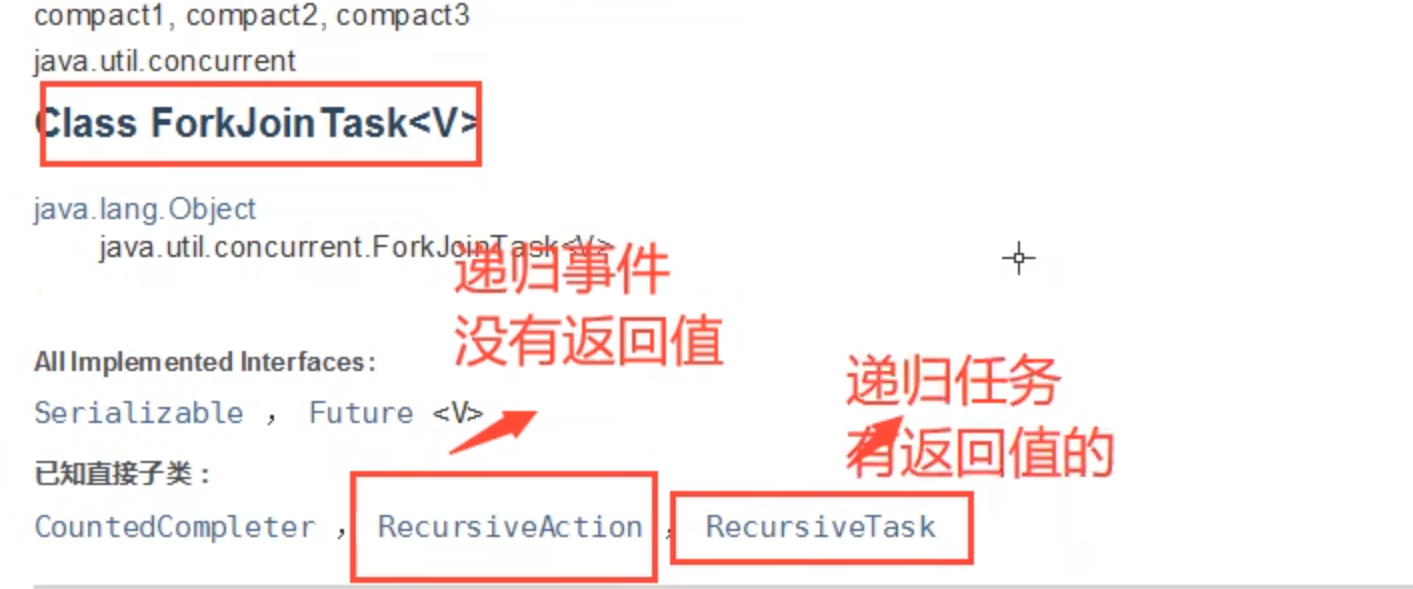 compact1, compact2, compact3
java.util.concurrent
Class ForkJoinTask<V>
java.lang.Object
java.util.concurrent.ForkJoinTask<V>
递归事件
没有返回值
All Implemented Interfaces:
Serializable , Future <V>
递归任务
有返回值的
已知直接子类：
CountedCompleter , RecursiveAction , RecursiveTask